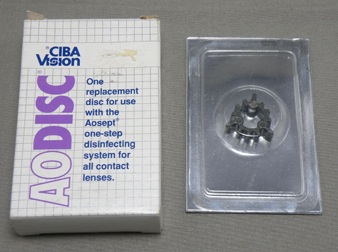 CIBA
Vision
AODISC
One
replacement
disc for use
with the
Aosept®
one-step
disinfecting
system for
all contact
lenses.